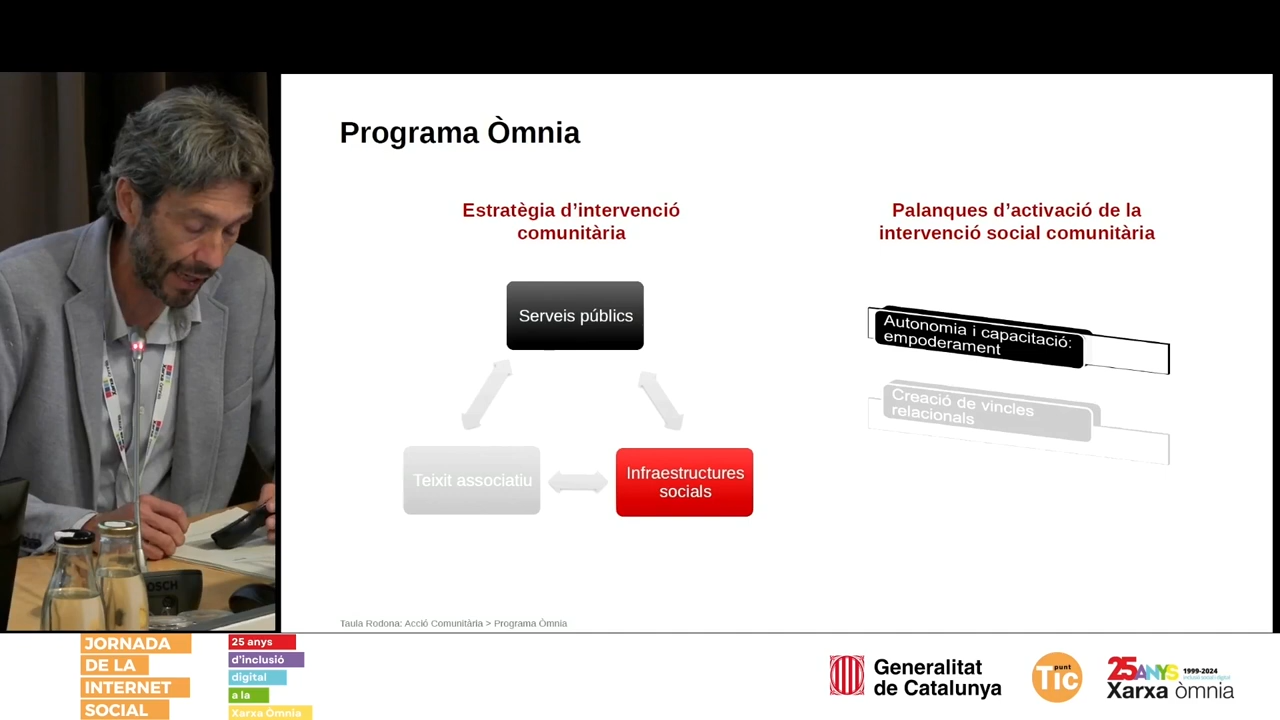 Programa Òmnia
Estratègia d'intervenció
comunitària
Palanques d'activació de la
intervenció social comunitària
Serveis públics
Teixit associatiu
Infraestructures
socials
Autonomia i capacitació:
empoderament
Creació de vincles
relacionals
Taula Rodona: Acció Comunitària > Programa Òmnia
JORNADA
DE LA
INTERNET
SOCIAL
25 anys
d'inclusió
digital
a la
Xarxa Òmnia
Generalitat
de Catalunya
punt
Tic
25ANYS 1999-2024
Xarxa òmnia